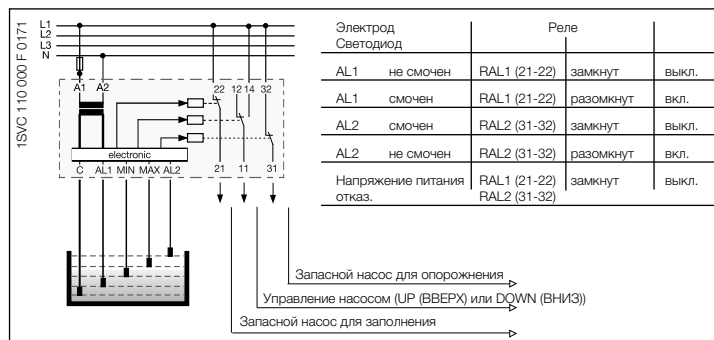 1SVC 110 000 F 0171
L1
L2
L3
N
A1 A2
22 12 14 32
electronic
C AL1 MIN MAX AL2 21 11 31
Электрод Реле
Светодиод
AL1 не смочен RAL1 (21-22) замкнут выкл.
AL1 смочен RAL1 (21-22) разомкнут вкл.
AL2 смочен RAL2 (31-32) замкнут выкл.
AL2 не смочен RAL2 (31-32) разомкнут вкл.
Напряжение питания RAL1 (21-22) замкнут выкл.
отказ. RAL2 (31-32)
Запасной насос для опорожнения
Управление насосом (UP (ВВЕРХ) или DOWN (ВНИЗ))
Запасной насос для заполнения